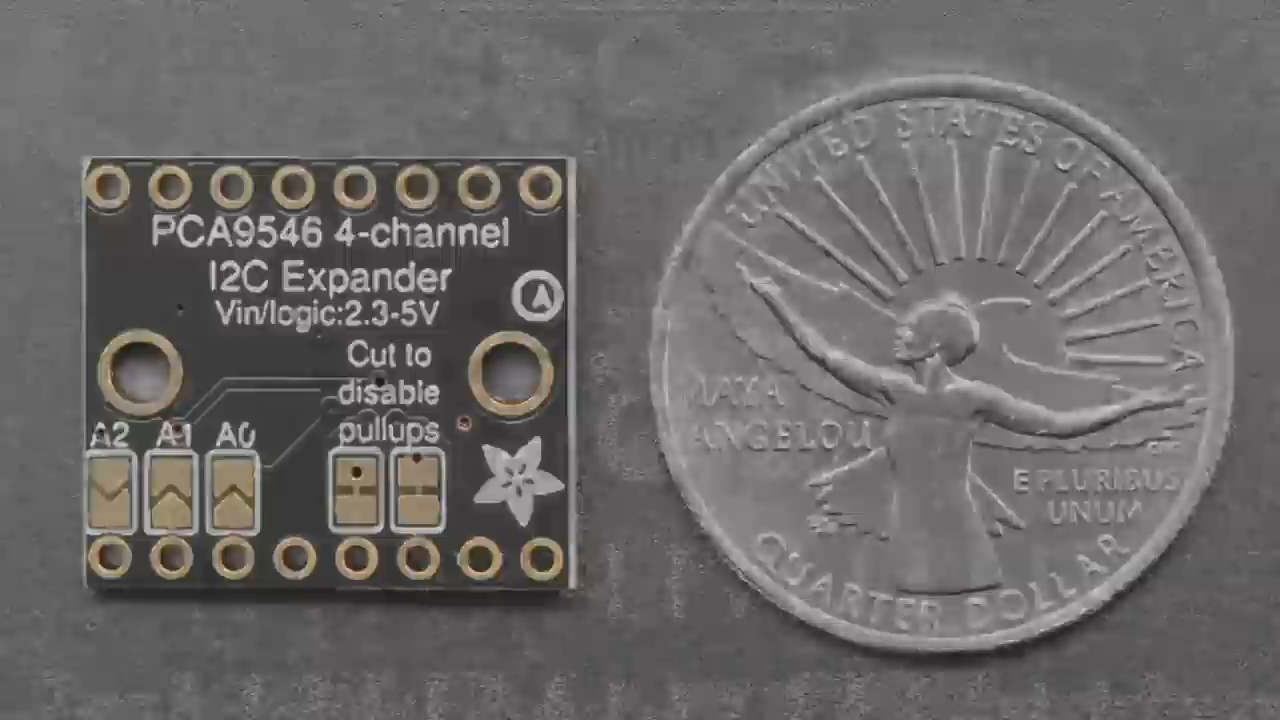 PCA9546 4-channel
I2C Expander
Vin/logic:2.3-5V
Cut to
disable
pullups
A2 A1 A0
UNITED STATES OF AMERICA
MAYA
ANGELOU
E PLURIBUS
UNUM
QUARTER DOLLAR